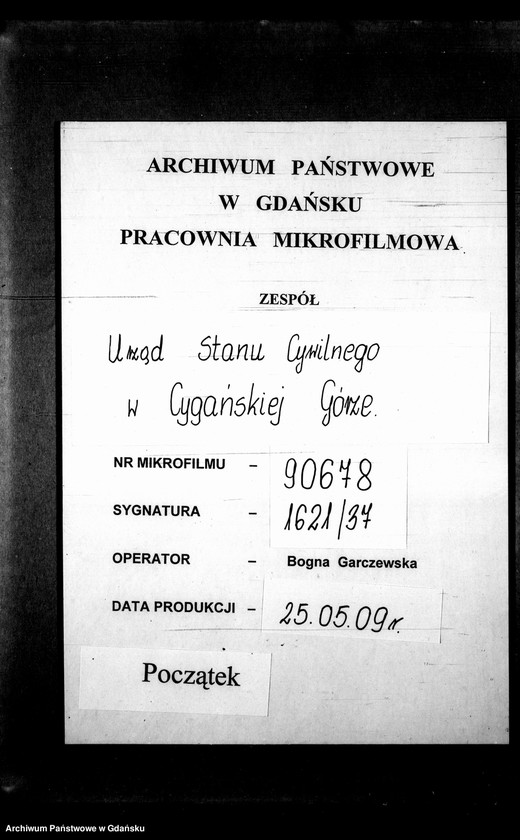 ARCHIWUM PAŃSTWOWE
W GDAŃSKU
PRACOWNIA MIKROFILMOWA
ZESPÓŁ
Urząd Stanu Cywilnego
w Cygańskiej Górze.
NR MIKROFILMU – 90678
SYGNATURA – 1621/37
OPERATOR – Bogna Garczewska
DATA PRODUKCJI – 25.05.09r.
Początek
Archiwum Państwowe w Gdańsku